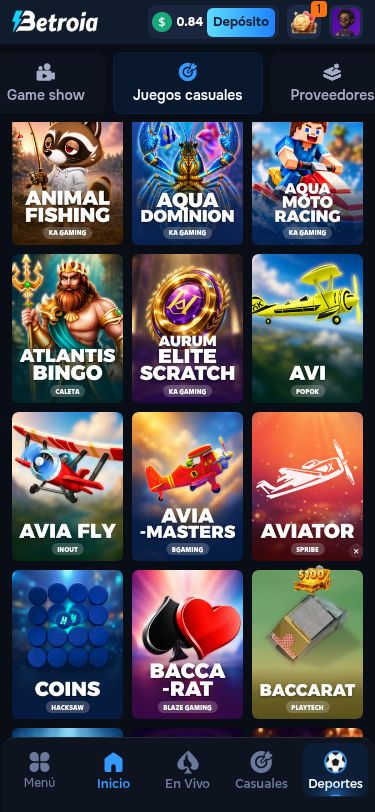 Betroia
$ 0.84 Depósito
1
Game show
Juegos casuales
Proveedores
ANIMAL
FISHING
KA GAMING
AQUA
DOMINION
KA GAMING
AQUA
MOTO
RACING
KA GAMING
ATLANTIS
BINGO
CALETA
AURUM
ELITE
SCRATCH
KA GAMING
AVI
POPOK
AVIA FLY
INOUT
AVIA
-MASTERS
BGAMING
AVIATOR
SPRIBE
COINS
HACKSAW
BACCA
-RAT
BLAZE GAMING
$100
BACCARAT
PLAYTECH
Menú
Inicio
En Vivo
Casuales
Deportes